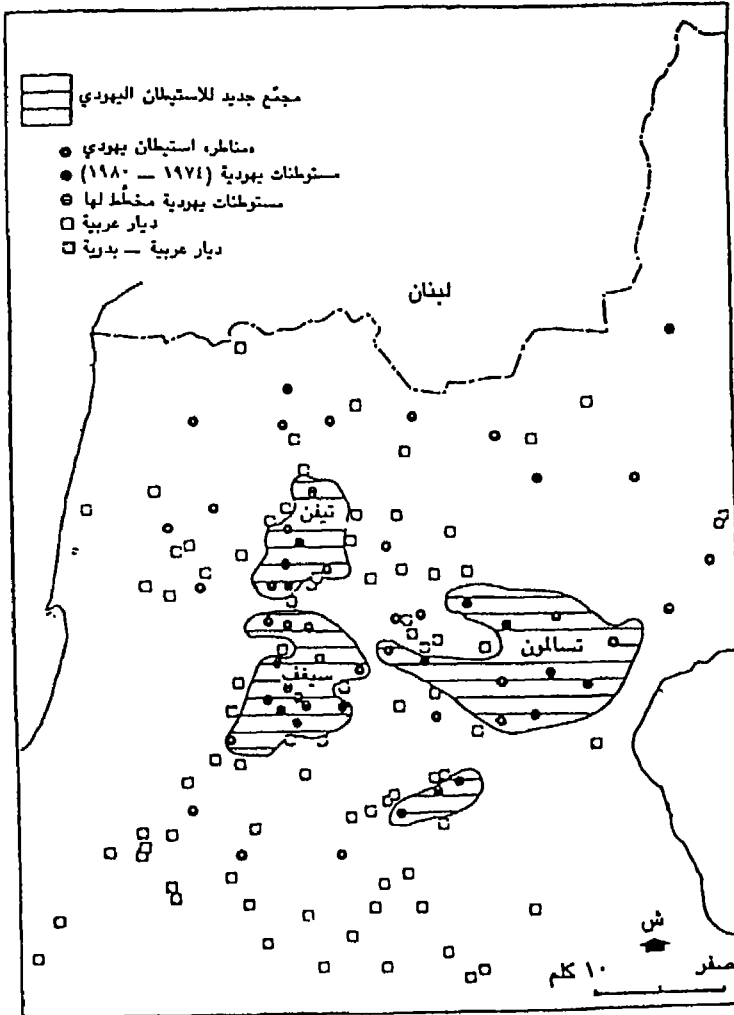 مجمّع جديد للاستيطان اليهودي
مناطر، استيطان يهودي
مستوطنات يهودية (١٩٧٤ — ١٩٨٠)
مستوطنات يهودية مخطَّط لها
ديار عربية
ديار عربية — بدوية
لبنان
تيفن
تسالمون
سيغف
ش
صفر ١٠ كلم